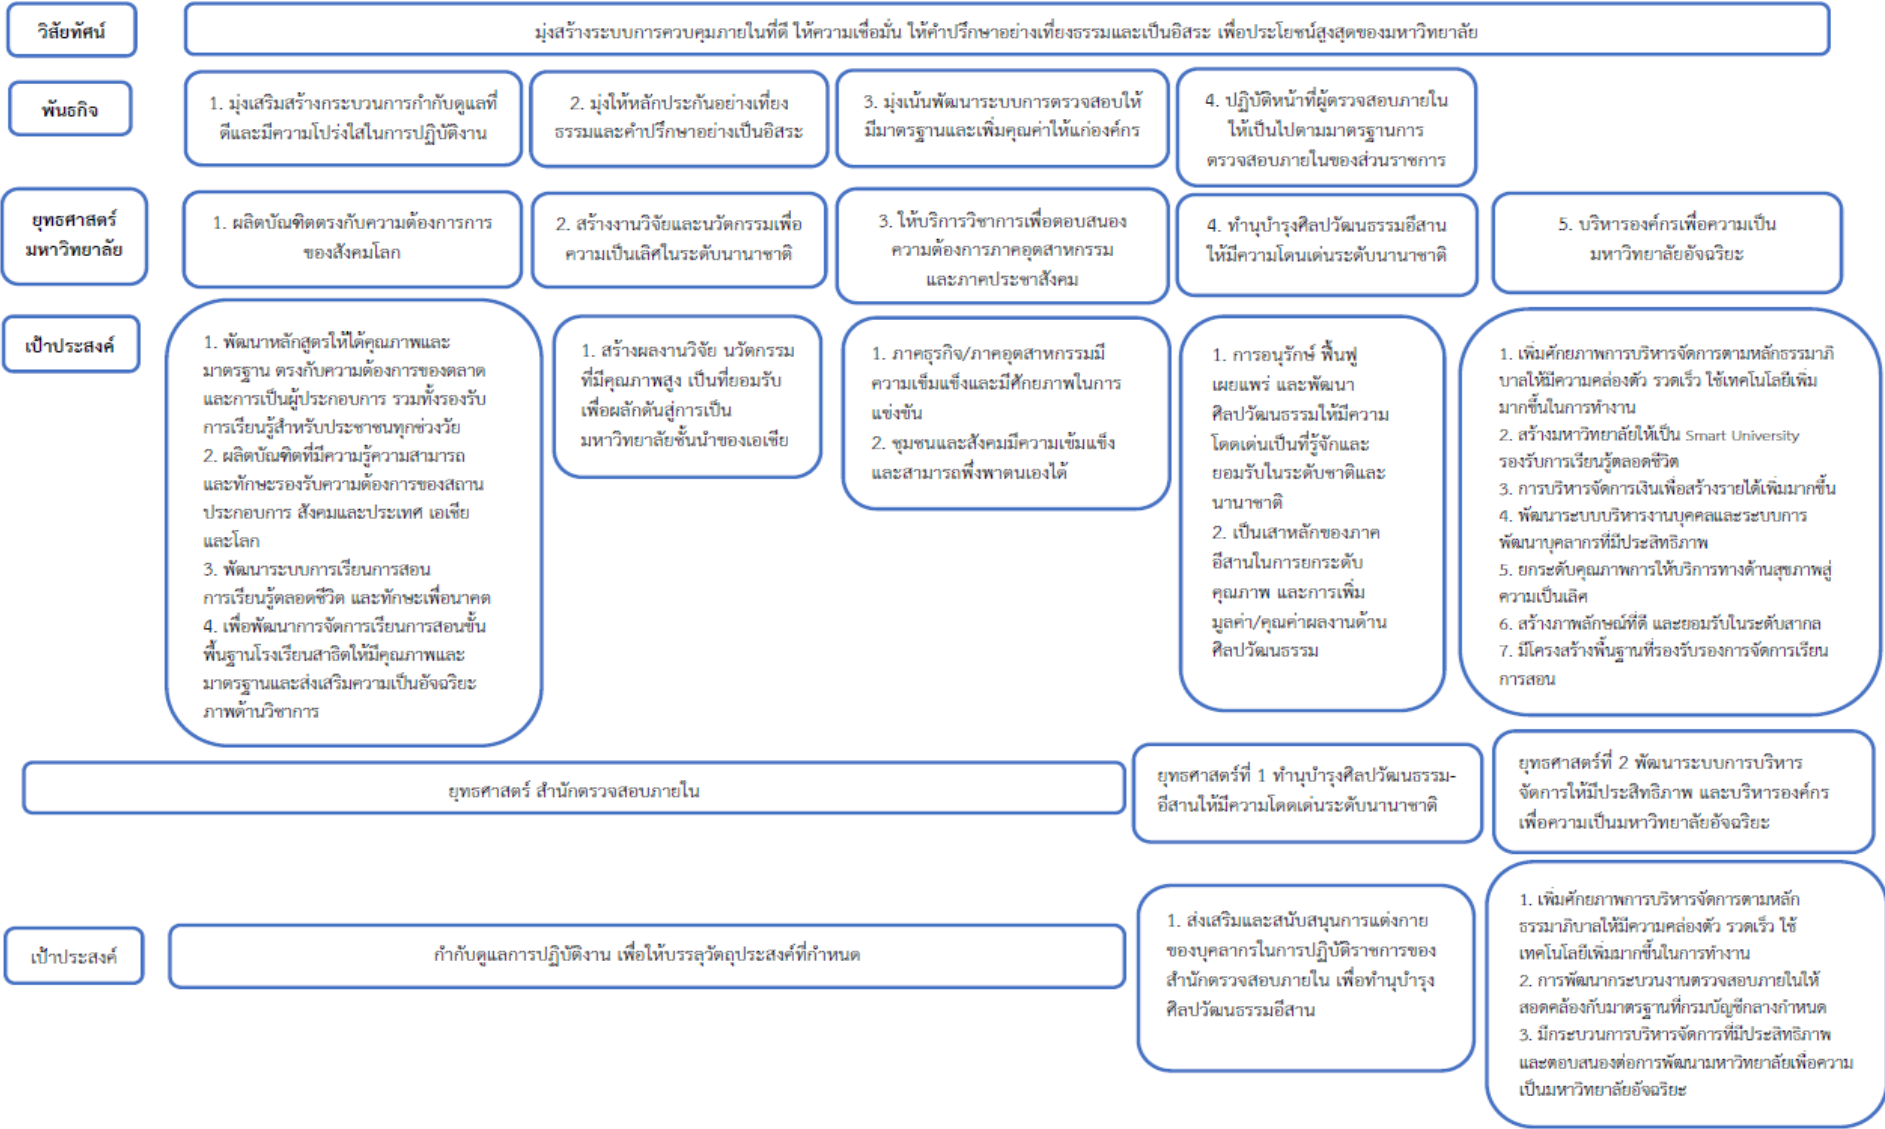 วิสัยทัศน์
มุ่งสร้างระบบการควบคุมภายในที่ดี ให้ความเชื่อมั่น ให้คำปรึกษาอย่างเที่ยงธรรมและเป็นอิสระ เพื่อประโยชน์สูงสุดของมหาวิทยาลัย
พันธกิจ
1. มุ่งเสริมสร้างกระบวนการกำกับดูแลที่
ดีและมีความโปร่งใสในการปฏิบัติงาน
2. มุ่งให้หลักประกันอย่างเที่ยง
ธรรมและคำปรึกษาอย่างเป็นอิสระ
3. มุ่งเน้นพัฒนาระบบการตรวจสอบให้
มีมาตรฐานและเพิ่มคุณค่าให้แก่องค์กร
4. ปฏิบัติหน้าที่ผู้ตรวจสอบภายใน
ให้เป็นไปตามมาตรฐานการ
ตรวจสอบภายในของส่วนราชการ
ยุทธศาสตร์
มหาวิทยาลัย
1. ผลิตบัณฑิตตรงกับความต้องการการ
ของสังคมโลก
2. สร้างงานวิจัยและนวัตกรรมเพื่อ
ความเป็นเลิศในระดับนานาชาติ
3. ให้บริการวิชาการเพื่อตอบสนอง
ความต้องการภาคอุตสาหกรรม
และภาคประชาสังคม
4. ทำนุบำรุงศิลปวัฒนธรรมอีสาน
ให้มีความโดนเด่นระดับนานาชาติ
5. บริหารองค์กรเพื่อความเป็น
มหาวิทยาลัยอัจฉริยะ
เป้าประสงค์
1. พัฒนาหลักสูตรให้ได้คุณภาพและ
มาตรฐาน ตรงกับความต้องการของตลาด
และการเป็นผู้ประกอบการ รวมทั้งรองรับ
การเรียนรู้สำหรับประชาชนทุกช่วงวัย
2. ผลิตบัณฑิตที่มีความรู้ความสามารถ
และทักษะรองรับความต้องการของสถาน
ประกอบการ สังคมและประเทศ เอเชีย
และโลก
3. พัฒนาระบบการเรียนการสอน
การเรียนรู้ตลอดชีวิต และทักษะเพื่อนาคต
4. เพื่อพัฒนาการจัดการเรียนการสอนขั้น
พื้นฐานโรงเรียนสาธิตให้มีคุณภาพและ
มาตรฐานและส่งเสริมความเป็นอัจฉริยะ
ภาพด้านวิชาการ
1. สร้างผลงานวิจัย นวัตกรรม
ที่มีคุณภาพสูง เป็นที่ยอมรับ
เพื่อผลักดันสู่การเป็น
มหาวิทยาลัยชั้นนำของเอเชีย
1. ภาคธุรกิจ/ภาคอุตสาหกรรมมี
ความเข็มแข็งและมีศักยภาพในการ
แข่งขัน
2. ชุมชนและสังคมมีความเข้มแข็ง
และสามารถพึ่งพาตนเองได้
1. การอนุรักษ์ ฟื้นฟู
เผยแพร่ และพัฒนา
ศิลปวัฒนธรรมให้มีความ
โดดเด่นเป็นที่รู้จักและ
ยอมรับในระดับชาติและ
นานาชาติ
2. เป็นเสาหลักของภาค
อีสานในการยกระดับ
คุณภาพ และการเพิ่ม
มูลค่า/คุณค่าผลงานด้าน
ศิลปวัฒนธรรม
1. เพิ่มศักยภาพการบริหารจัดการตามหลักธรรมาภิ
บาลให้มีความคล่องตัว รวดเร็ว ใช้เทคโนโลยีเพิ่ม
มากขึ้นในการทำงาน
2. สร้างมหาวิทยาลัยให้เป็น Smart University
รองรับการเรียนรู้ตลอดชีวิต
3. การบริหารจัดการเงินเพื่อสร้างรายได้เพิ่มมากขึ้น
4. พัฒนาระบบบริหารงานบุคคลและระบบการ
พัฒนาบุคลากรที่มีประสิทธิภาพ
5. ยกระดับคุณภาพการให้บริการทางด้านสุขภาพสู่
ความเป็นเลิศ
6. สร้างภาพลักษณ์ที่ดี และยอมรับในระดับสากล
7. มีโครงสร้างพื้นฐานที่รองรับรองการจัดการเรียน
การสอน
ยุทธศาสตร์ สำนักตรวจสอบภายใน
ยุทธศาสตร์ที่ 1 ทำนุบำรุงศิลปวัฒนธรรม-
อีสานให้มีความโดดเด่นระดับนานาชาติ
ยุทธศาสตร์ที่ 2 พัฒนาระบบการบริหาร
จัดการให้มีประสิทธิภาพ และบริหารองค์กร
เพื่อความเป็นมหาวิทยาลัยอัจฉริยะ
เป้าประสงค์
กำกับดูแลการปฏิบัติงาน เพื่อให้บรรลุวัตถุประสงค์ที่กำหนด
1. ส่งเสริมและสนับสนุนการแต่งกาย
ของบุคลากรในการปฏิบัติราชการของ
สำนักตรวจสอบภายใน เพื่อทำนุบำรุง
ศิลปวัฒนธรรมอีสาน
1. เพิ่มศักยภาพการบริหารจัดการตามหลัก
ธรรมาภิบาลให้มีความคล่องตัว รวดเร็ว ใช้
เทคโนโลยีเพิ่มมากขึ้นในการทำงาน
2. การพัฒนากระบวนงานตรวจสอบภายในให้
สอดคล้องกับมาตรฐานที่กรมบัญชีกลางกำหนด
3. มีกระบวนการบริหารจัดการที่มีประสิทธิภาพ
และตอบสนองต่อการพัฒนามหาวิทยาลัยเพื่อความ
เป็นมหาวิทยาลัยอัจฉริยะ